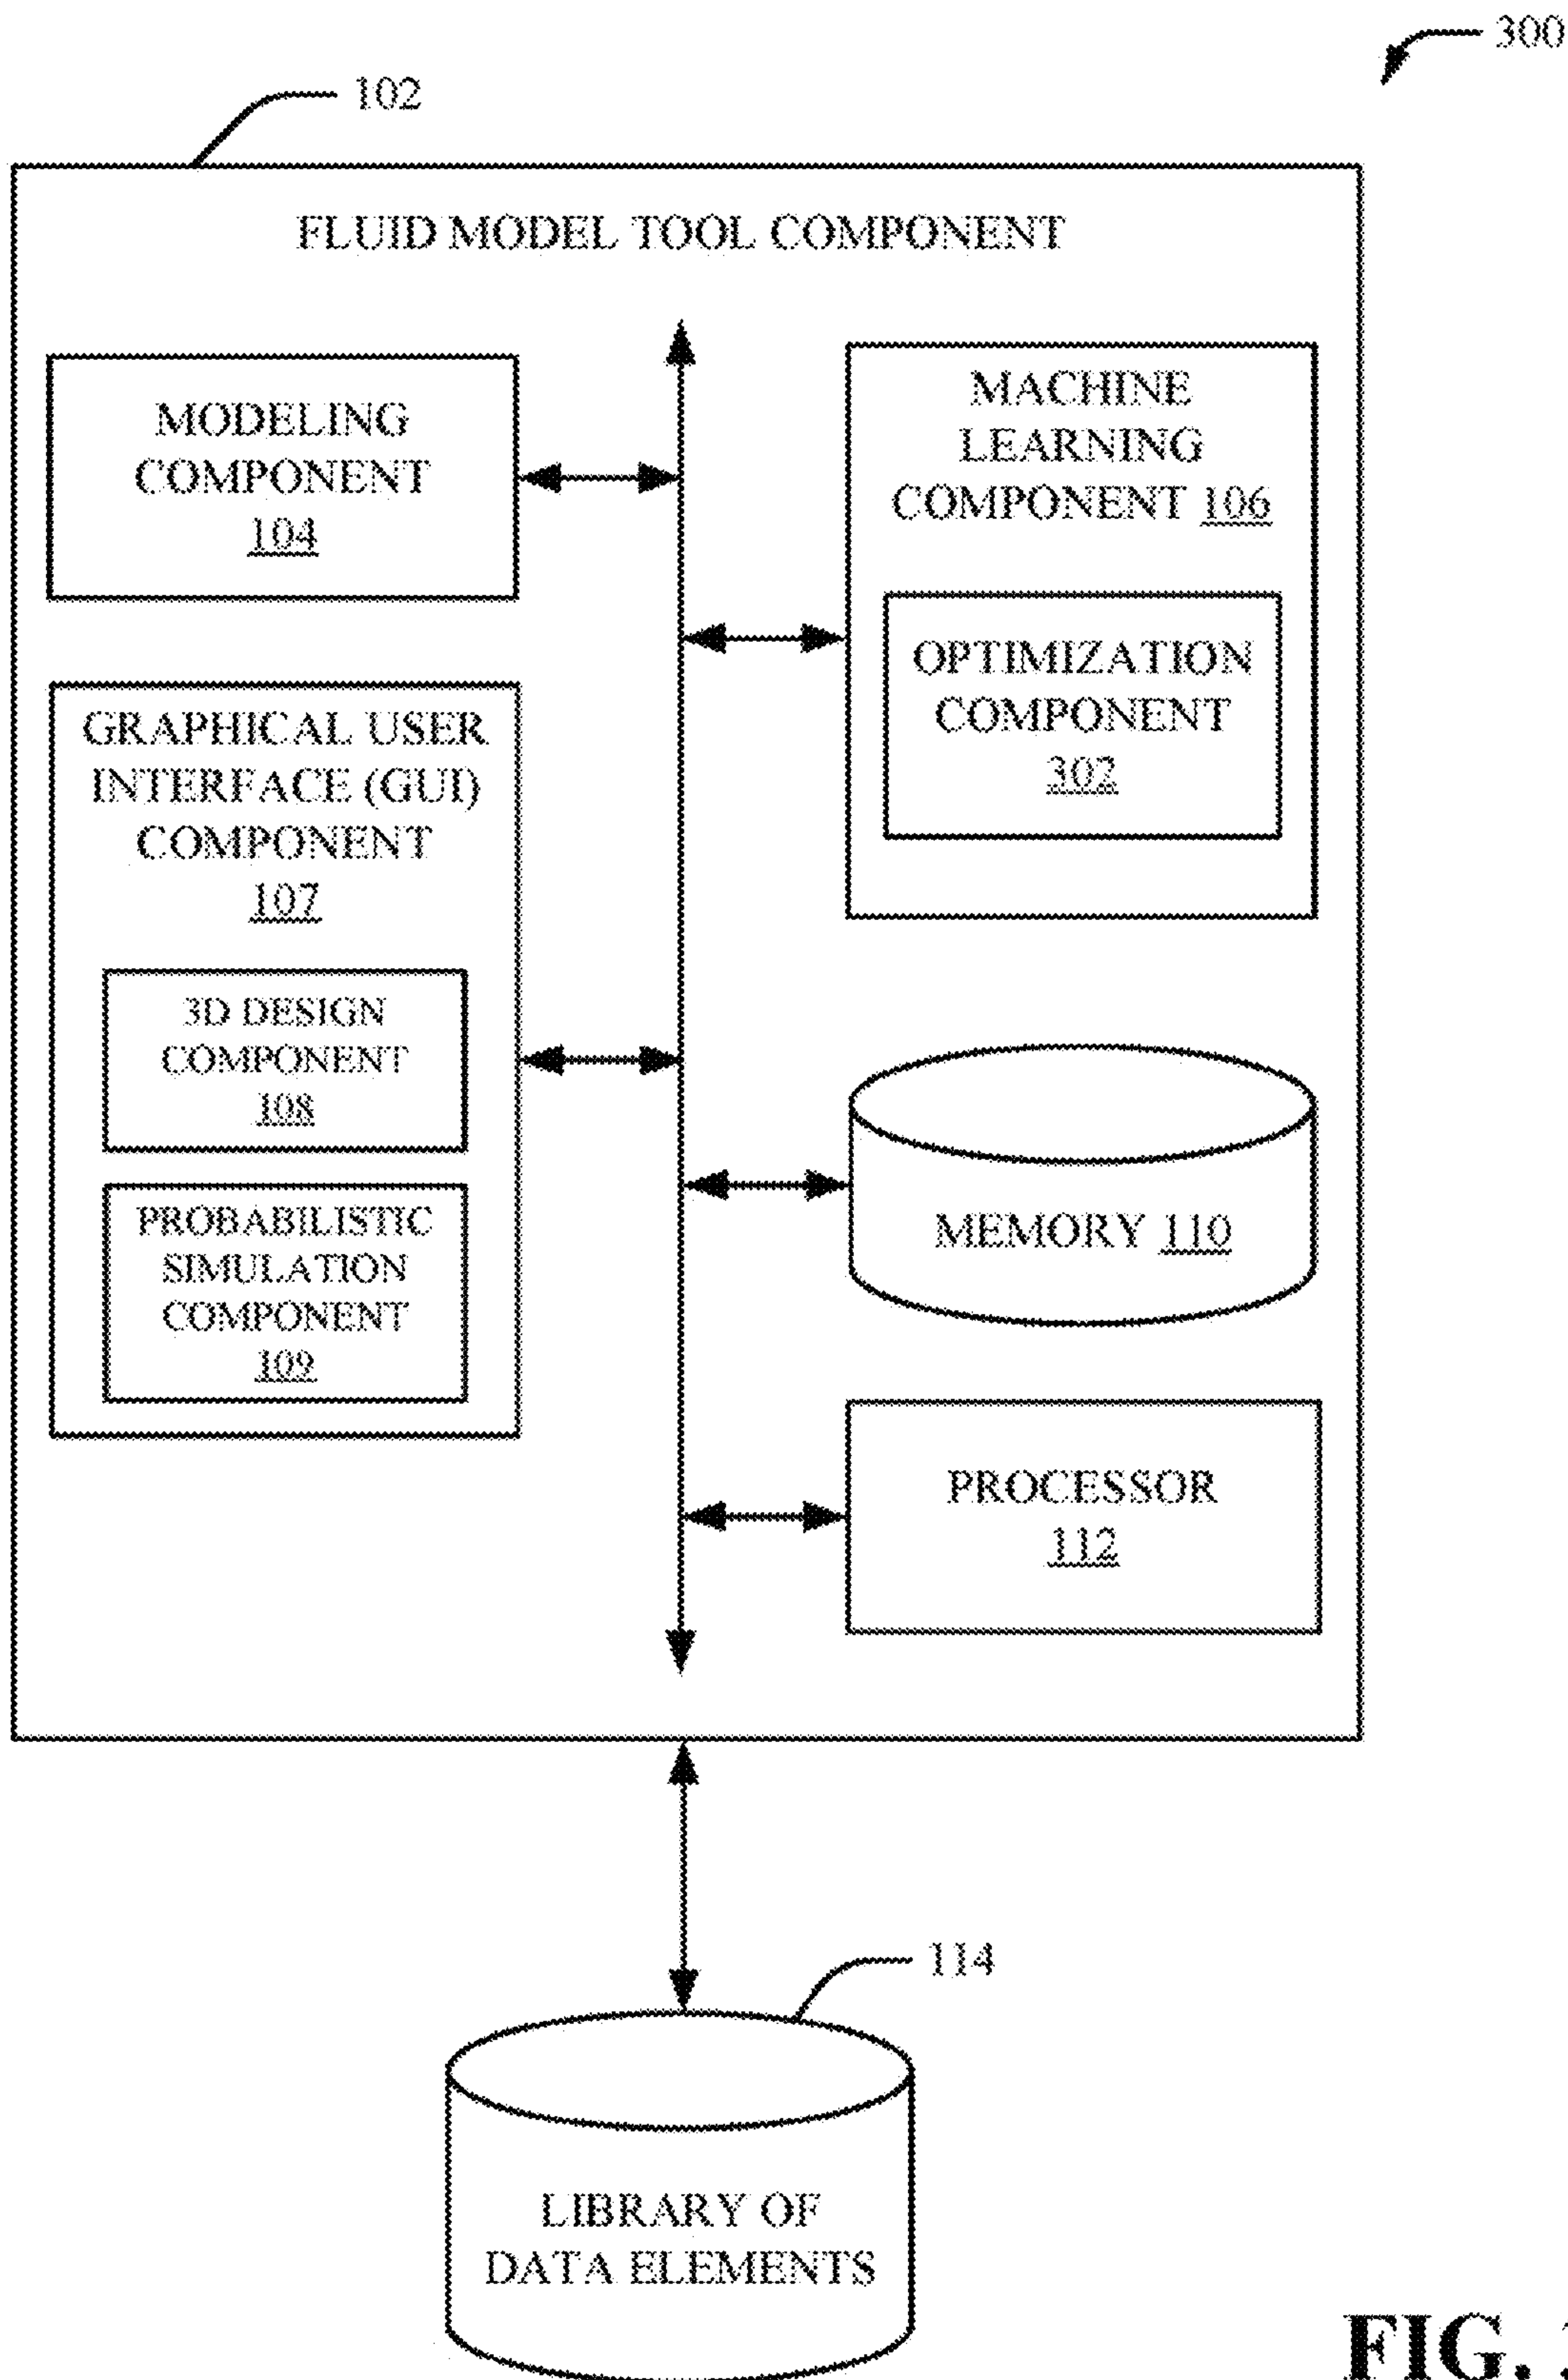 300
102
FLUID MODEL TOOL COMPONENT
MODELING
COMPONENT
104
MACHINE
LEARNING
COMPONENT 106
OPTIMIZATION
COMPONENT
302
GRAPHICAL USER
INTERFACE (GUI)
COMPONENT
107
3D DESIGN
COMPONENT
108
PROBABILISTIC
SIMULATION
COMPONENT
109
MEMORY 110
PROCESSOR
112
114
LIBRARY OF
DATA ELEMENTS
FIG.